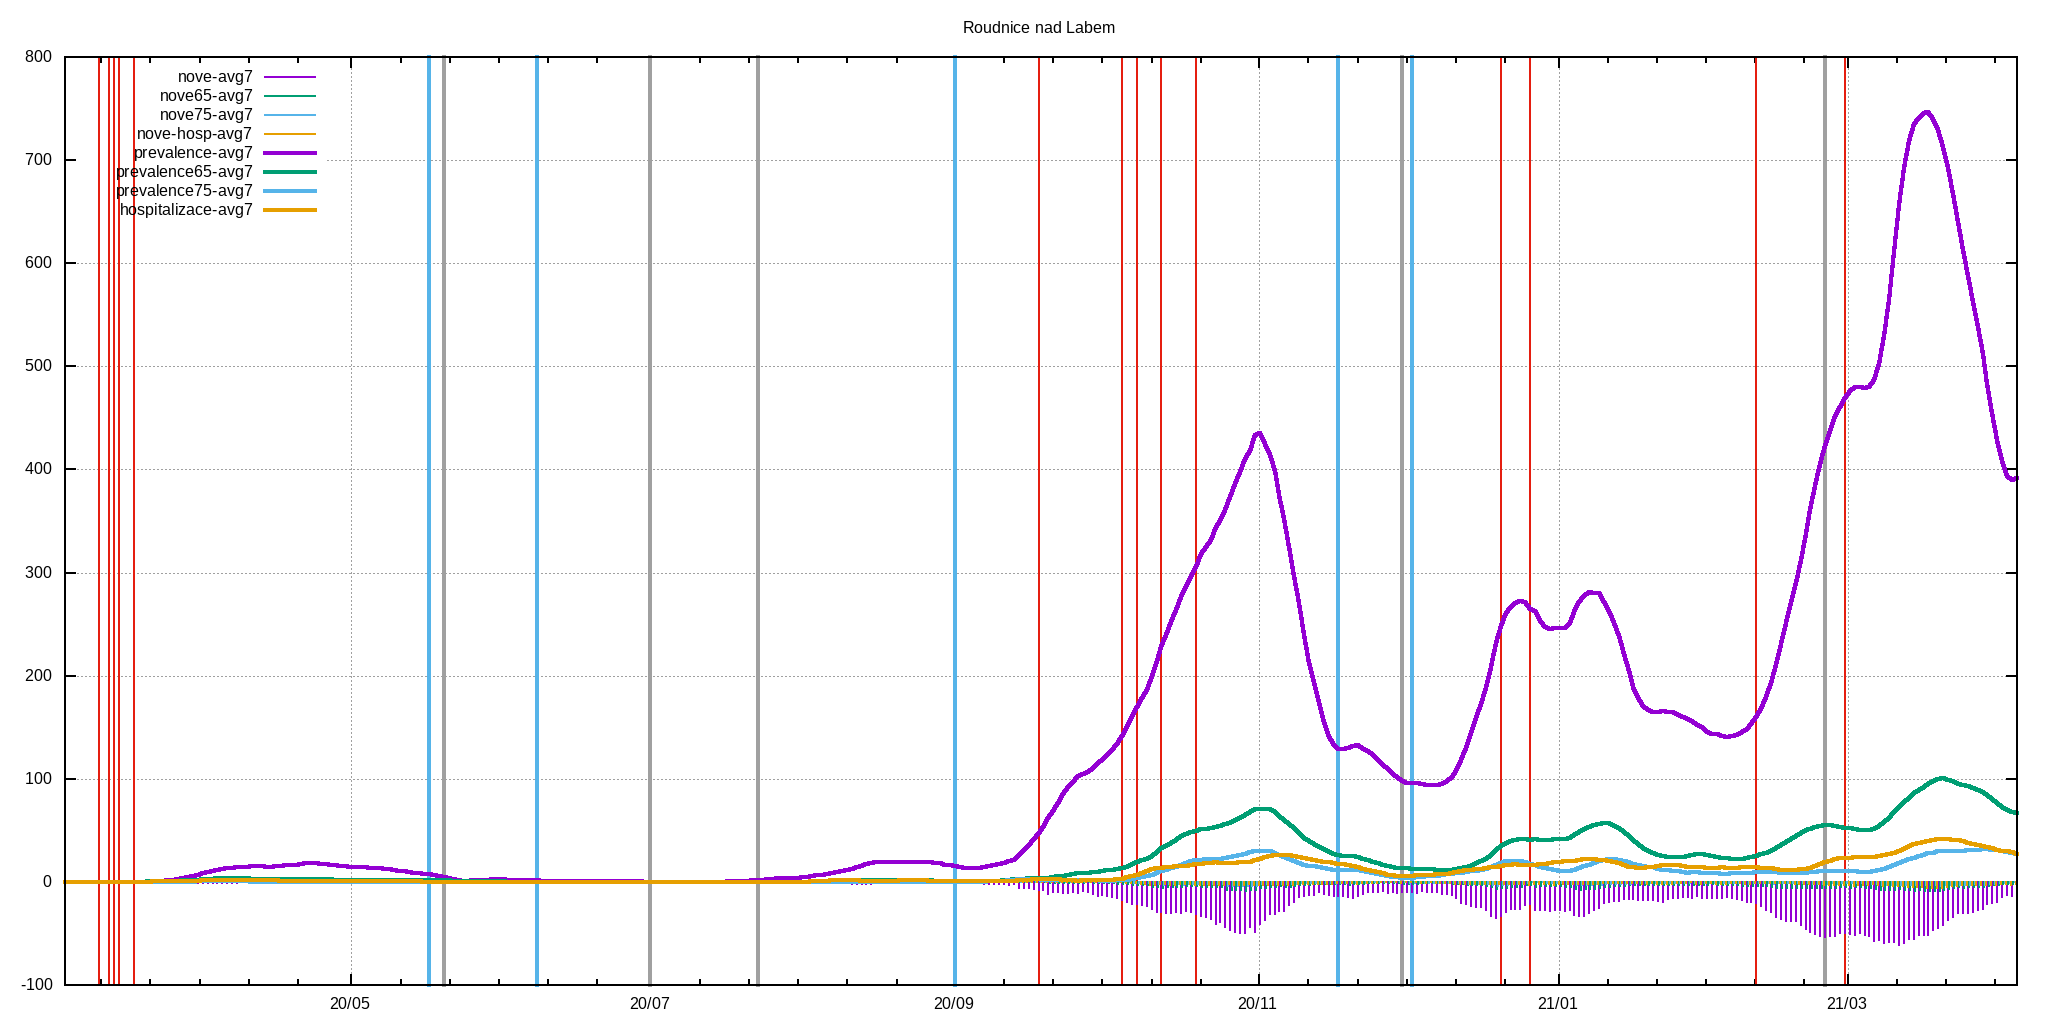 Roudnice nad Labem
800
700
600
500
400
300
200
100
0
-100
nove-avg7
nove65-avg7
nove75-avg7
nove-hosp-avg7
prevalence-avg7
prevalence65-avg7
prevalence75-avg7
hospitalizace-avg7
20/05
20/07
20/09
20/11
21/01
21/03